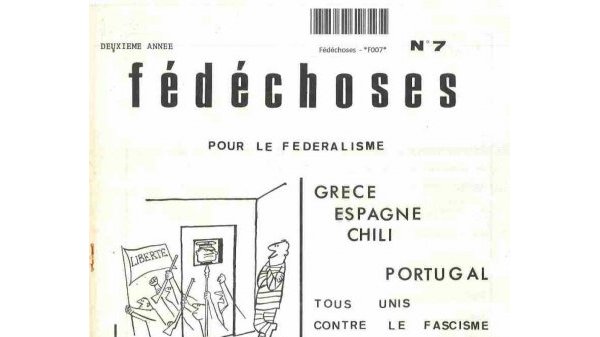 DEUXIEME ANNEE
Fédéchoses - *F007*
N°7
fédéchoses
POUR LE FEDERALISME
LIBERTE
GRECE
ESPAGNE
CHILI
PORTUGAL
TOUS UNIS
CONTRE LE FASCISME